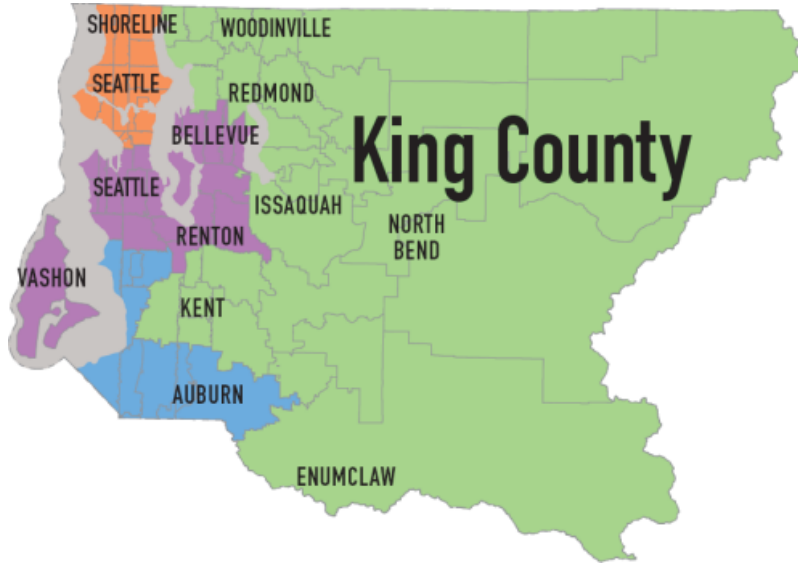 SHORELINE
WOODINVILLE
SEATTLE
REDMOND
BELLEVUE
King County
SEATTLE
ISSAQUAH
NORTH
BEND
RENTON
VASHON
KENT
AUBURN
ENUMCLAW